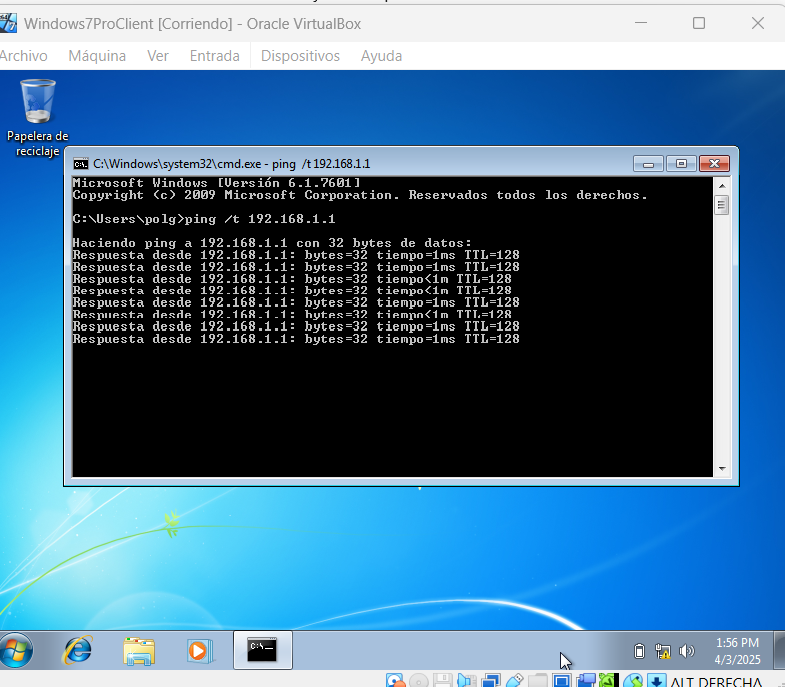 Windows7ProClient [Corriendo] - Oracle VirtualBox
Archivo Máquina Ver Entrada Dispositivos Ayuda
Papelera de
reciclaje
C:\Windows\system32\cmd.exe - ping /t 192.168.1.1
Microsoft Windows [Versión 6.1.7601]
Copyright (c) 2009 Microsoft Corporation. Reservados todos los derechos.
C:\Users\polg>ping /t 192.168.1.1
Haciendo ping a 192.168.1.1 con 32 bytes de datos:
Respuesta desde 192.168.1.1: bytes=32 tiempo=1ms TTL=128
Respuesta desde 192.168.1.1: bytes=32 tiempo=1ms TTL=128
Respuesta desde 192.168.1.1: bytes=32 tiempo<1m TTL=128
Respuesta desde 192.168.1.1: bytes=32 tiempo<1m TTL=128
Respuesta desde 192.168.1.1: bytes=32 tiempo=1ms TTL=128
Respuesta desde 192.168.1.1: bytes=32 tiempo<1m TTL=128
Respuesta desde 192.168.1.1: bytes=32 tiempo=1ms TTL=128
Respuesta desde 192.168.1.1: bytes=32 tiempo=1ms TTL=128
1:56 PM
4/3/2025
ALT DERECHA